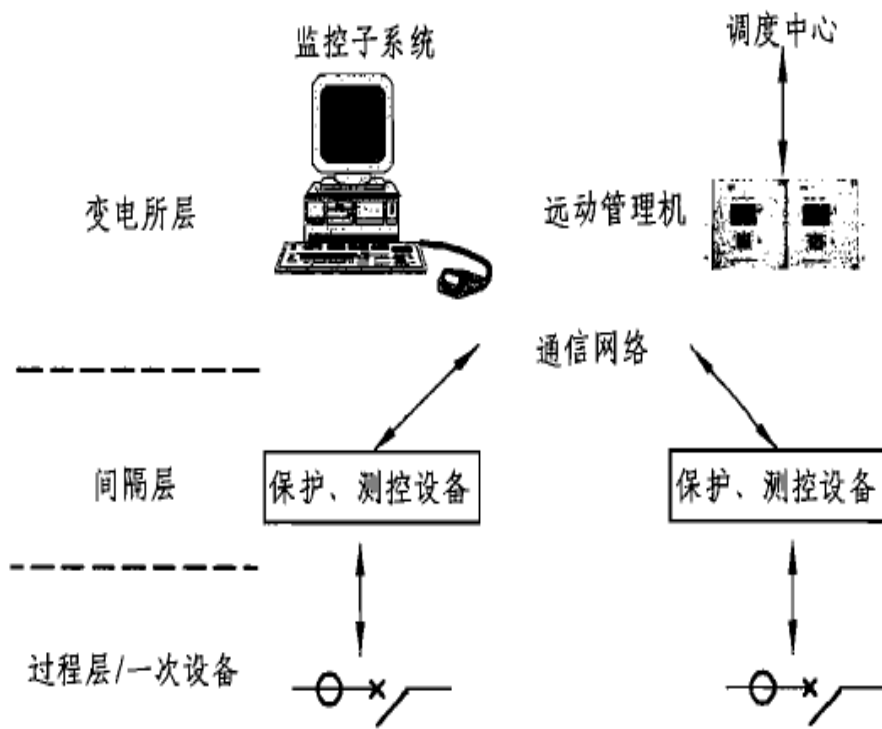 监控子系统
调度中心
变电所层
远动管理机
通信网络
间隔层
保护、测控设备
保护、测控设备
过程层/一次设备